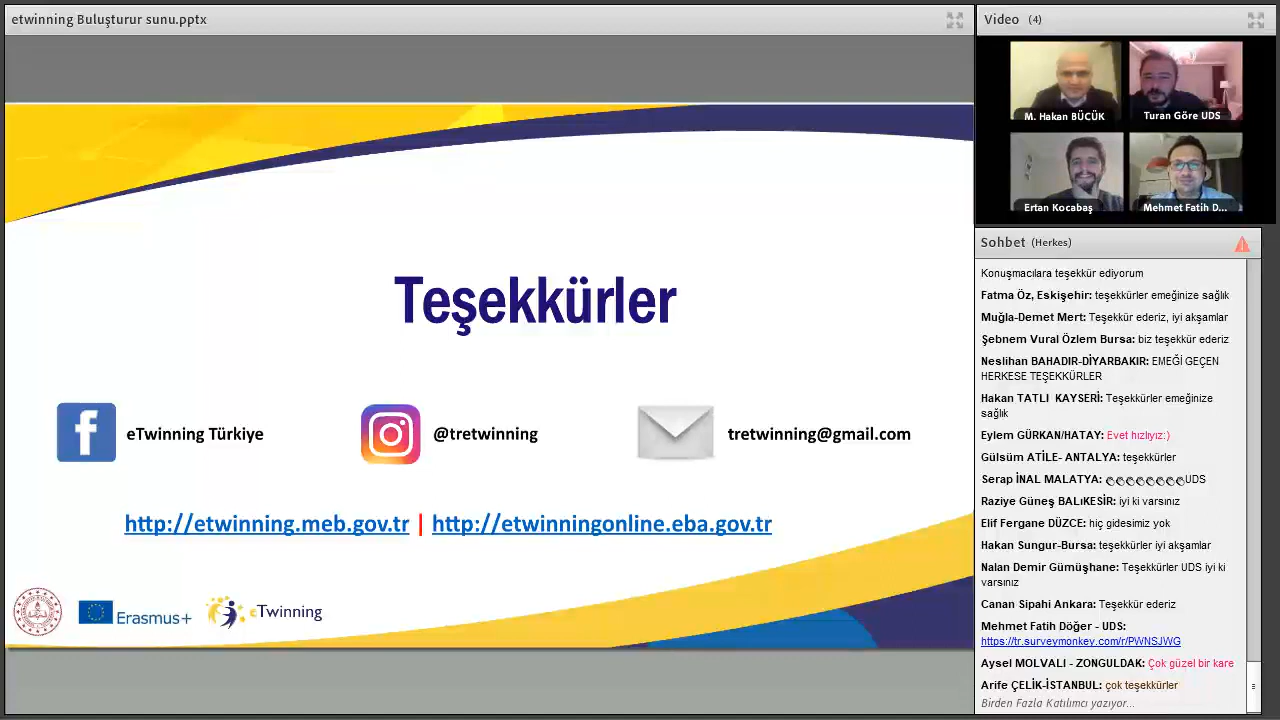 etwinning Buluşturur sunu.pptx
Teşekkürler
eTwinning Türkiye
@tretwinning
tretwinning@gmail.com
http://etwinning.meb.gov.tr | http://etwinningonline.eba.gov.tr
Erasmus+
eTwinning
Video (4)
M. Hakan BÜCÜK
Turan Göre UDS
Ertan Kocabaş
Mehmet Fatih D...
Sohbet (Herkes)
Konuşmacılara teşekkür ediyorum
Fatma Öz, Eskişehir: teşekkürler emeğinize sağlık
Muğla-Demet Mert: Teşekkür ederiz, iyi akşamlar
Şebnem Vural Özlem Bursa: biz teşekkür ederiz
Neslihan BAHADIR-DİYARBAKIR: EMEĞİ GEÇEN
HERKESE TEŞEKKÜRLER
Hakan TATLI KAYSERİ: Teşekkürler emeğinize
sağlık
Eylem GÜRKAN/HATAY: Evet hızlıyız:)
Gülsüm ATİLE- ANTALYA: teşekkürler
Serap İNAL MALATYA: UDS
Raziye Güneş BALıKESİR: iyi ki varsınız
Elif Fergane DÜZCE: hiç gidesimiz yok
Hakan Sungur-Bursa: teşekkürler iyi akşamlar
Nalan Demir Gümüşhane: Teşekkürler UDS iyi ki
varsınız
Canan Sipahi Ankara: Teşekkür ederiz
Mehmet Fatih Döğer - UDS:
https://tr.surveymonkey.com/r/PWNSJWG
Aysel MOLVALI - ZONGULDAK: Çok güzel bir kare
Arife ÇELİK-İSTANBUL: çok teşekkürler
Birden Fazla Katılımcı yazıyor...